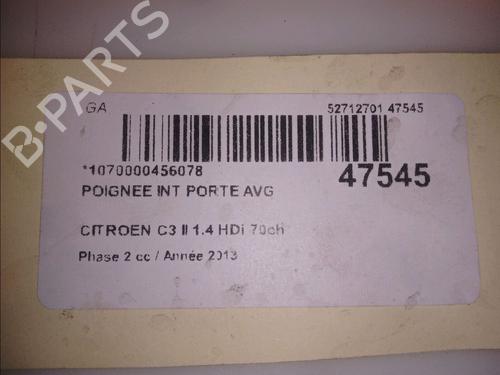 GA
52712701 47545
*1070000456078
47545
POIGNEE INT PORTE AVG
CITROEN C3 II 1.4 HDi 70ch
Phase 2 cc / Année 2013
B-PARTS